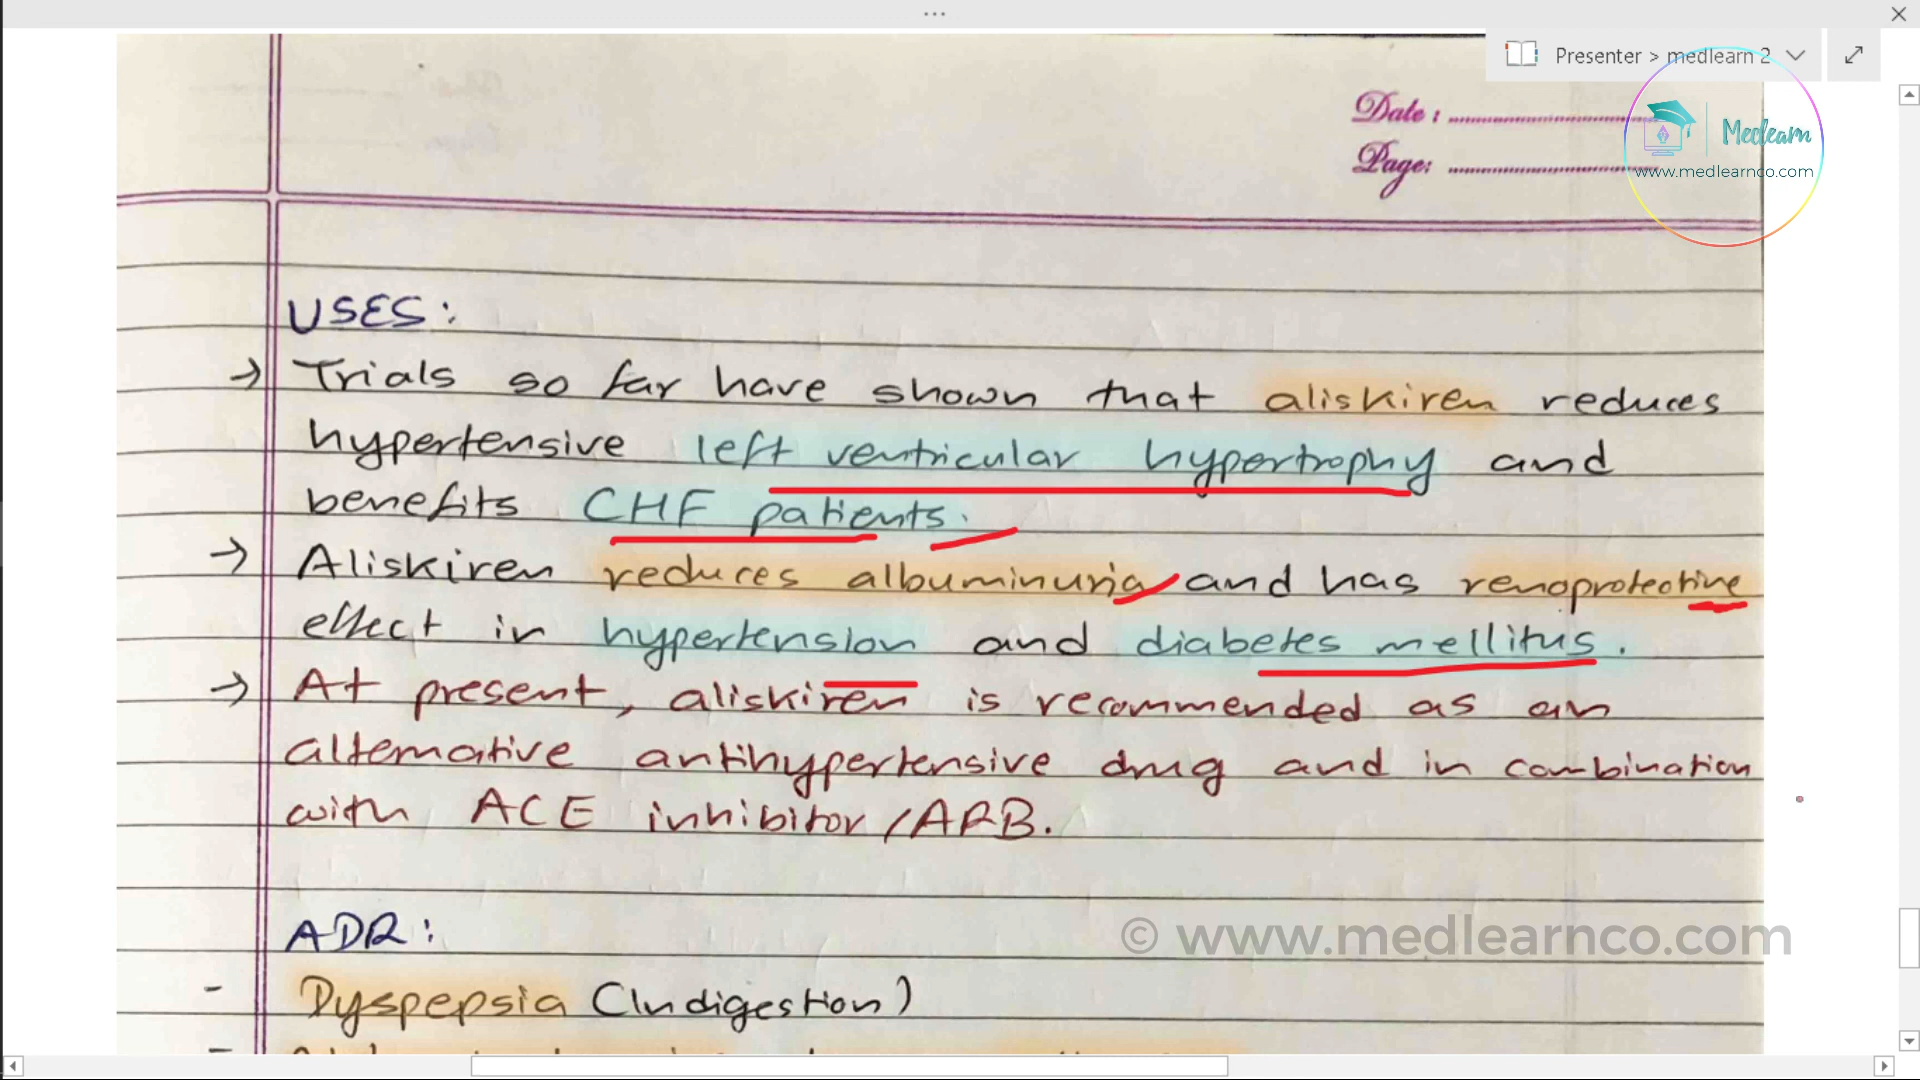 ...
Presenter > medlearn 2
Date :
Page:
Medlearn
www.medlearnco.com
USES:
→ Trials so far have shown that aliskiren reduces
hypertensive left ventricular hypertrophy and
benefits CHF patients.
→ Aliskiren reduces albuminuria and has renoprotective
effect in hypertension and diabetes mellitus.
→ At present, aliskiren is recommended as an
alternative antihypertensive drug and in combination
with ACE inhibitor/ARB.
ADR:
© www.medlearnco.com
- Dyspepsia (Indigestion)